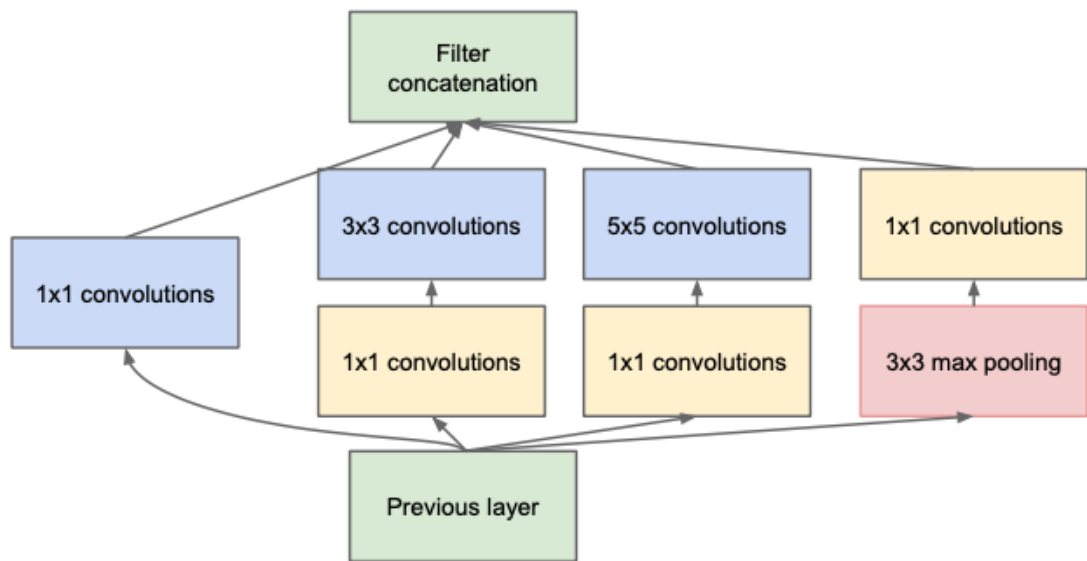 Filter
concatenation
3x3 convolutions
5x5 convolutions
1x1 convolutions
1x1 convolutions
1x1 convolutions
1x1 convolutions
3x3 max pooling
Previous layer